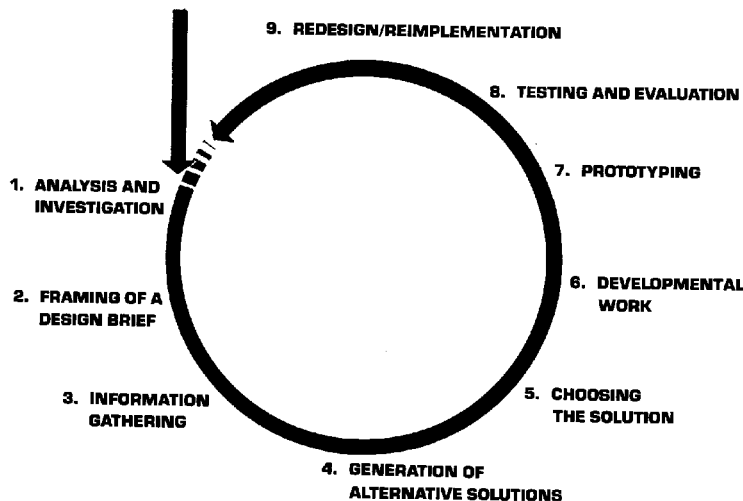 9. REDESIGN/REIMPLEMENTATION
8. TESTING AND EVALUATION
7. PROTOTYPING
1. ANALYSIS AND
INVESTIGATION
6. DEVELOPMENTAL
WORK
2. FRAMING OF A
DESIGN BRIEF
5. CHOOSING
THE SOLUTION
3. INFORMATION
GATHERING
4. GENERATION OF
ALTERNATIVE SOLUTIONS